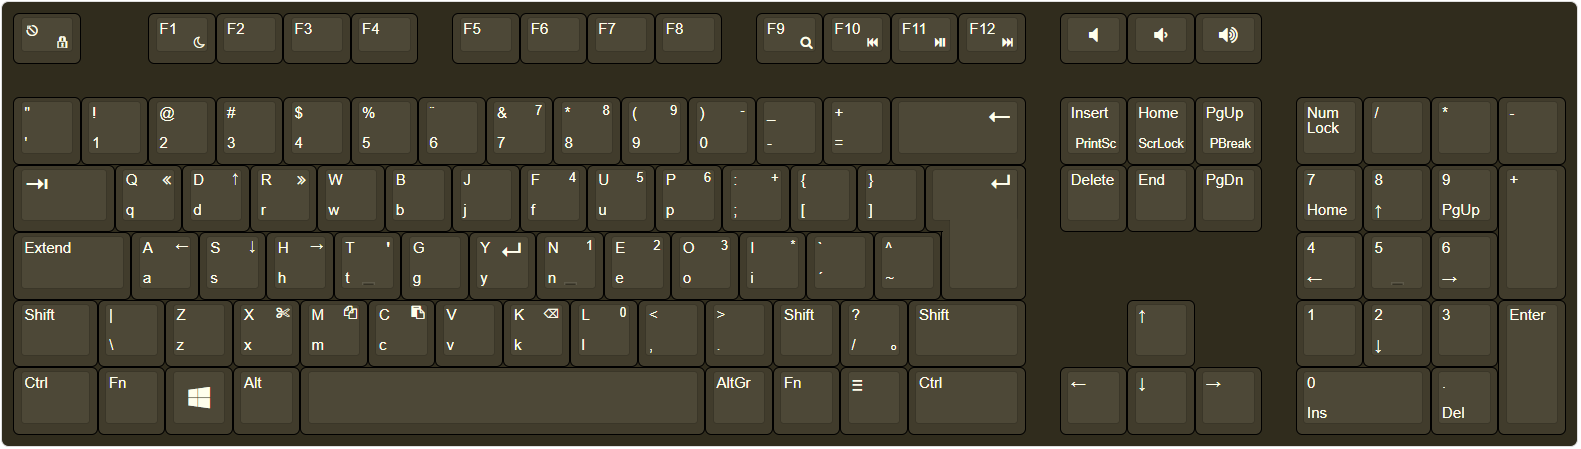 F1 F2 F3 F4 F5 F6 F7 F8 F9 F10 F11 F12
" ! @ # $ % ¨ & 7 * 8 ( 9 ) - _ + ← Insert Home PgUp Num / * -
' 1 2 3 4 5 6 7 8 9 0 - = PrintSc ScrLock PBreak Lock
Q « D ↑ R » W B J F 4 U 5 P 6 : + { } Delete End PgDn 7 8 9 +
q d r w b j f u p ; [ ] Home ↑ PgUp
Extend A ← S ↓ H → T ' G Y N 1 E 2 O 3 I * ` ^ 4 5 6
a s h t _ g y n _ e o i ´ ~ ← _ →
Shift | Z X M C V K L 0 < > Shift ? Shift ↑ 1 2 3 Enter
\ z x m c v k l , . / º ↓
Ctrl Fn Alt AltGr Fn Ctrl ← ↓ → 0 .
Ins Del